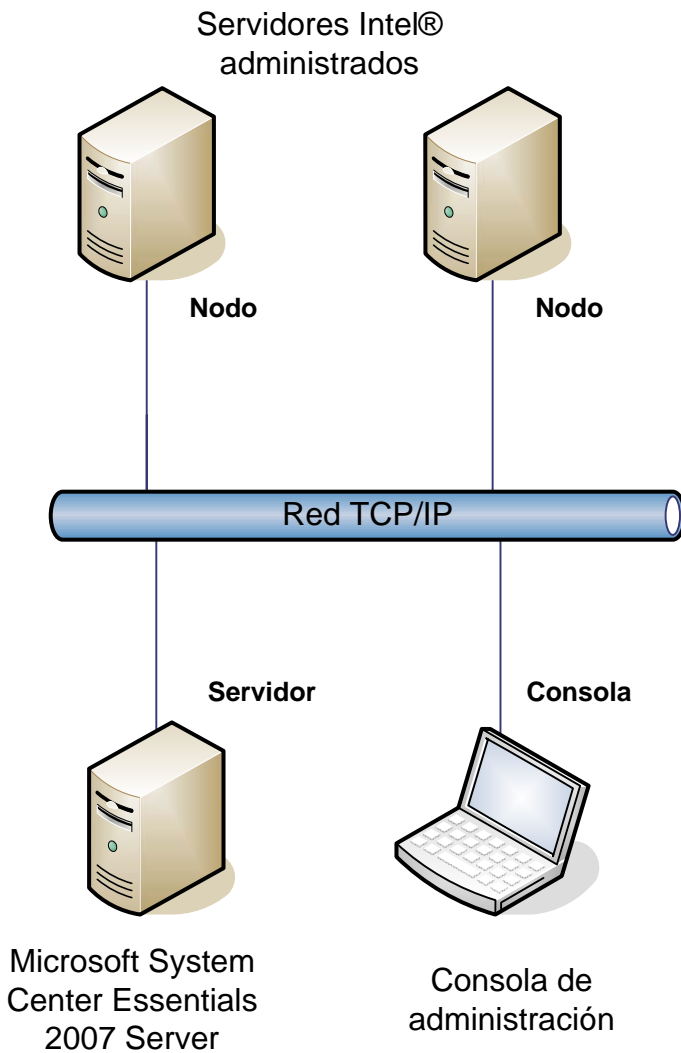 Servidores Intel®
administrados
Nodo
Nodo
Red TCP/IP
Servidor
Consola
Microsoft System
Center Essentials
2007 Server
Consola de
administración